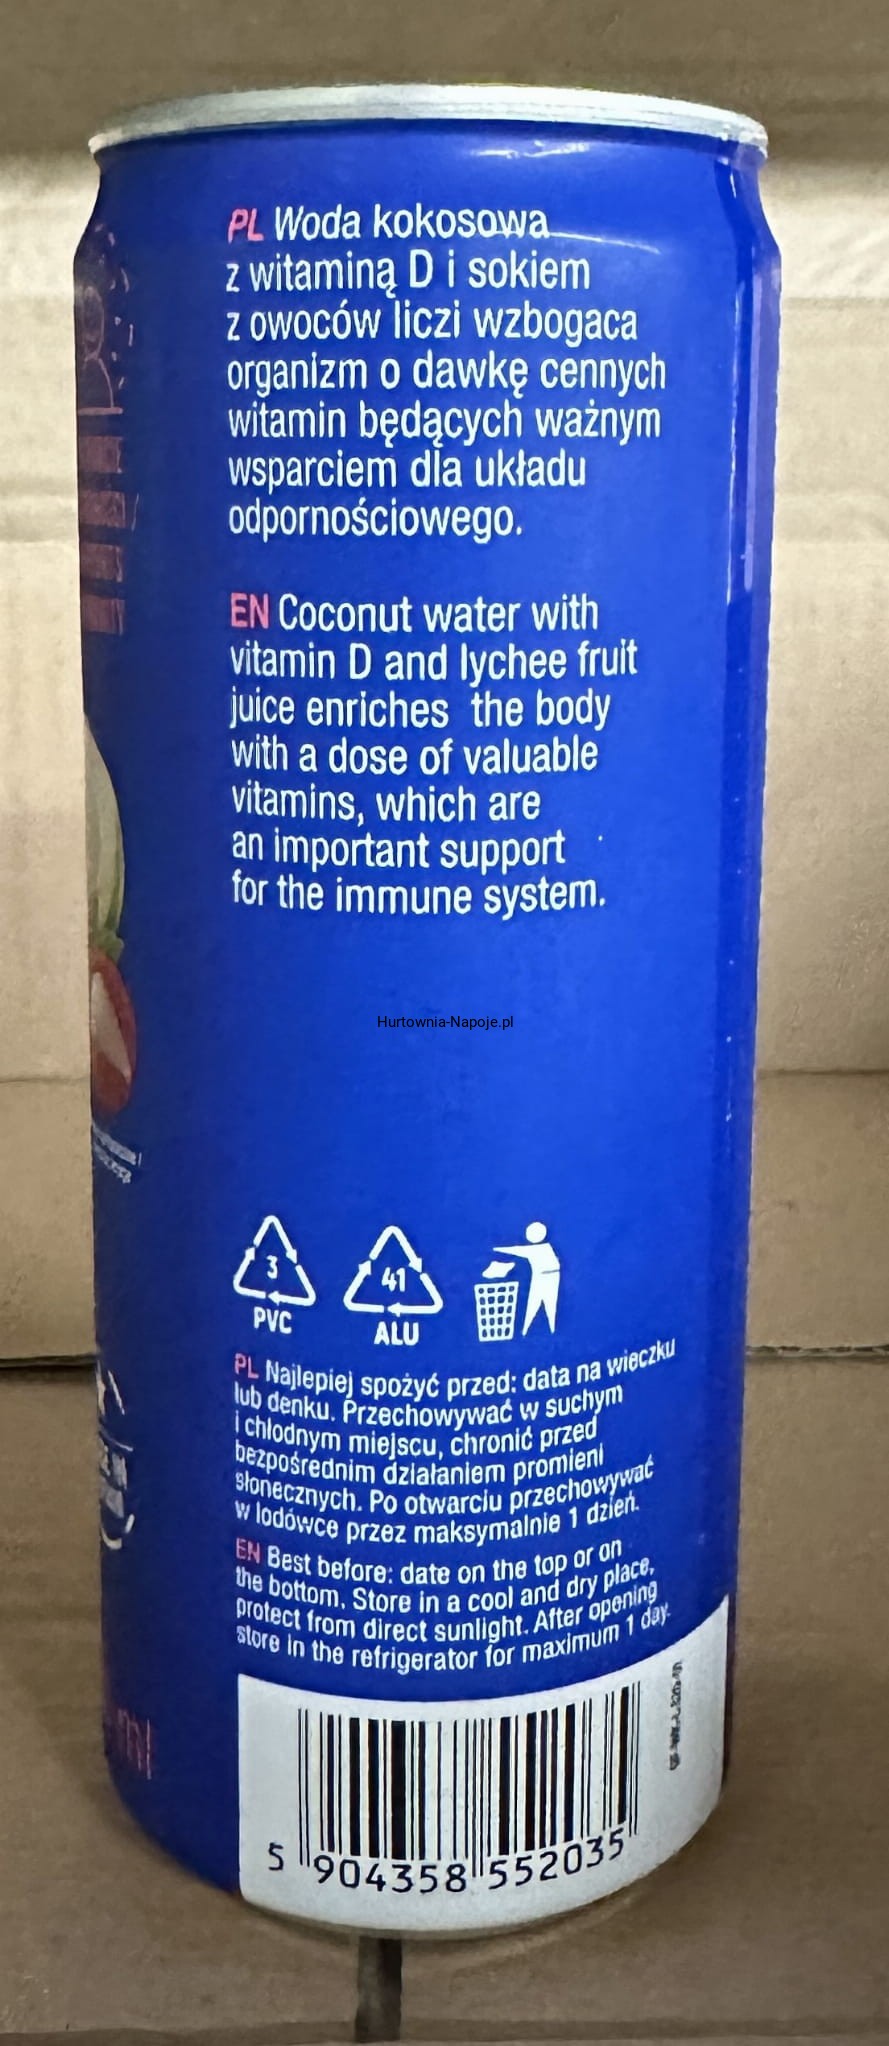 PL Woda kokosowa
z witaminą D i sokiem
z owoców liczi wzbogaca
organizm o dawkę cennych
witamin będących ważnym
wsparciem dla układu
odpornościowego.
EN Coconut water with
vitamin D and lychee fruit
juice enriches the body
with a dose of valuable
vitamins, which are
an important support
for the immune system.
Hurtownia-Napoje.pl
3 41
PVC ALU
PL Najlepiej spożyć przed: data na wieczku
lub denku. Przechowywać w suchym
i chłodnym miejscu, chronić przed
bezpośrednim działaniem promieni
słonecznych. Po otwarciu przechowywać
w lodówce przez maksymalnie 1 dzień.
EN Best before: date on the top or on
the bottom. Store in a cool and dry place,
protect from direct sunlight. After opening
store in the refrigerator for maximum 1 day.
5 904358 552035
ml